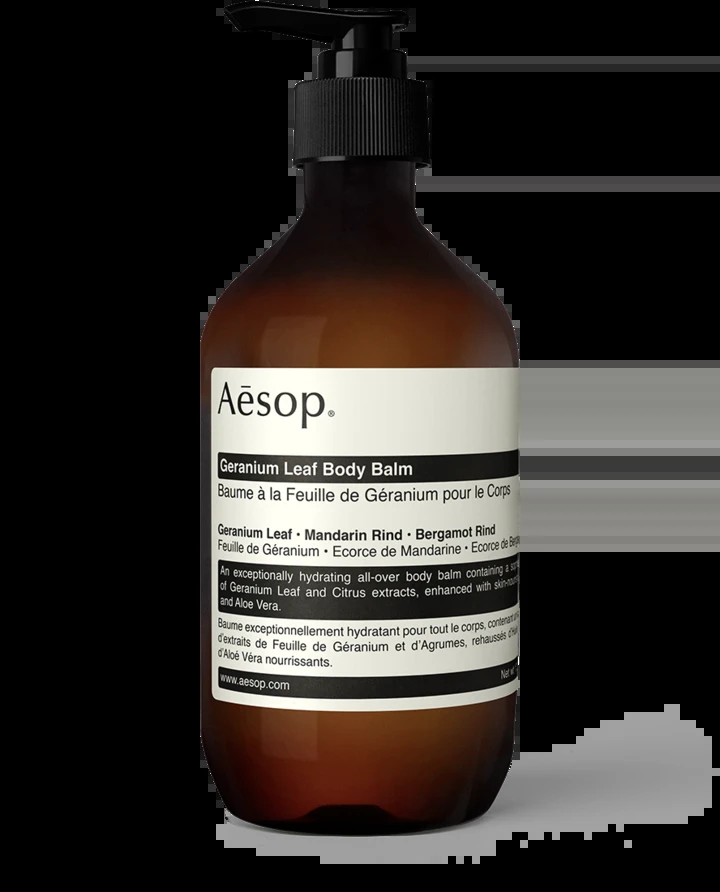 Aēsop®
Geranium Leaf Body Balm
Baume à la Feuille de Géranium pour le Corps
Geranium Leaf • Mandarin Rind • Bergamot Rind
Feuille de Géranium • Ecorce de Mandarine • Ecorce de
An exceptionally hydrating all-over body balm containing a
of Geranium Leaf and Citrus extracts, enhanced with
and Aloe Vera.
Baume exceptionnellement hydratant pour tout le corps,
d'extraits de Feuille de Géranium et d'Agrumes, rehaussés
d'Aloé Véra nourrissants.
www.aesop.com
Net